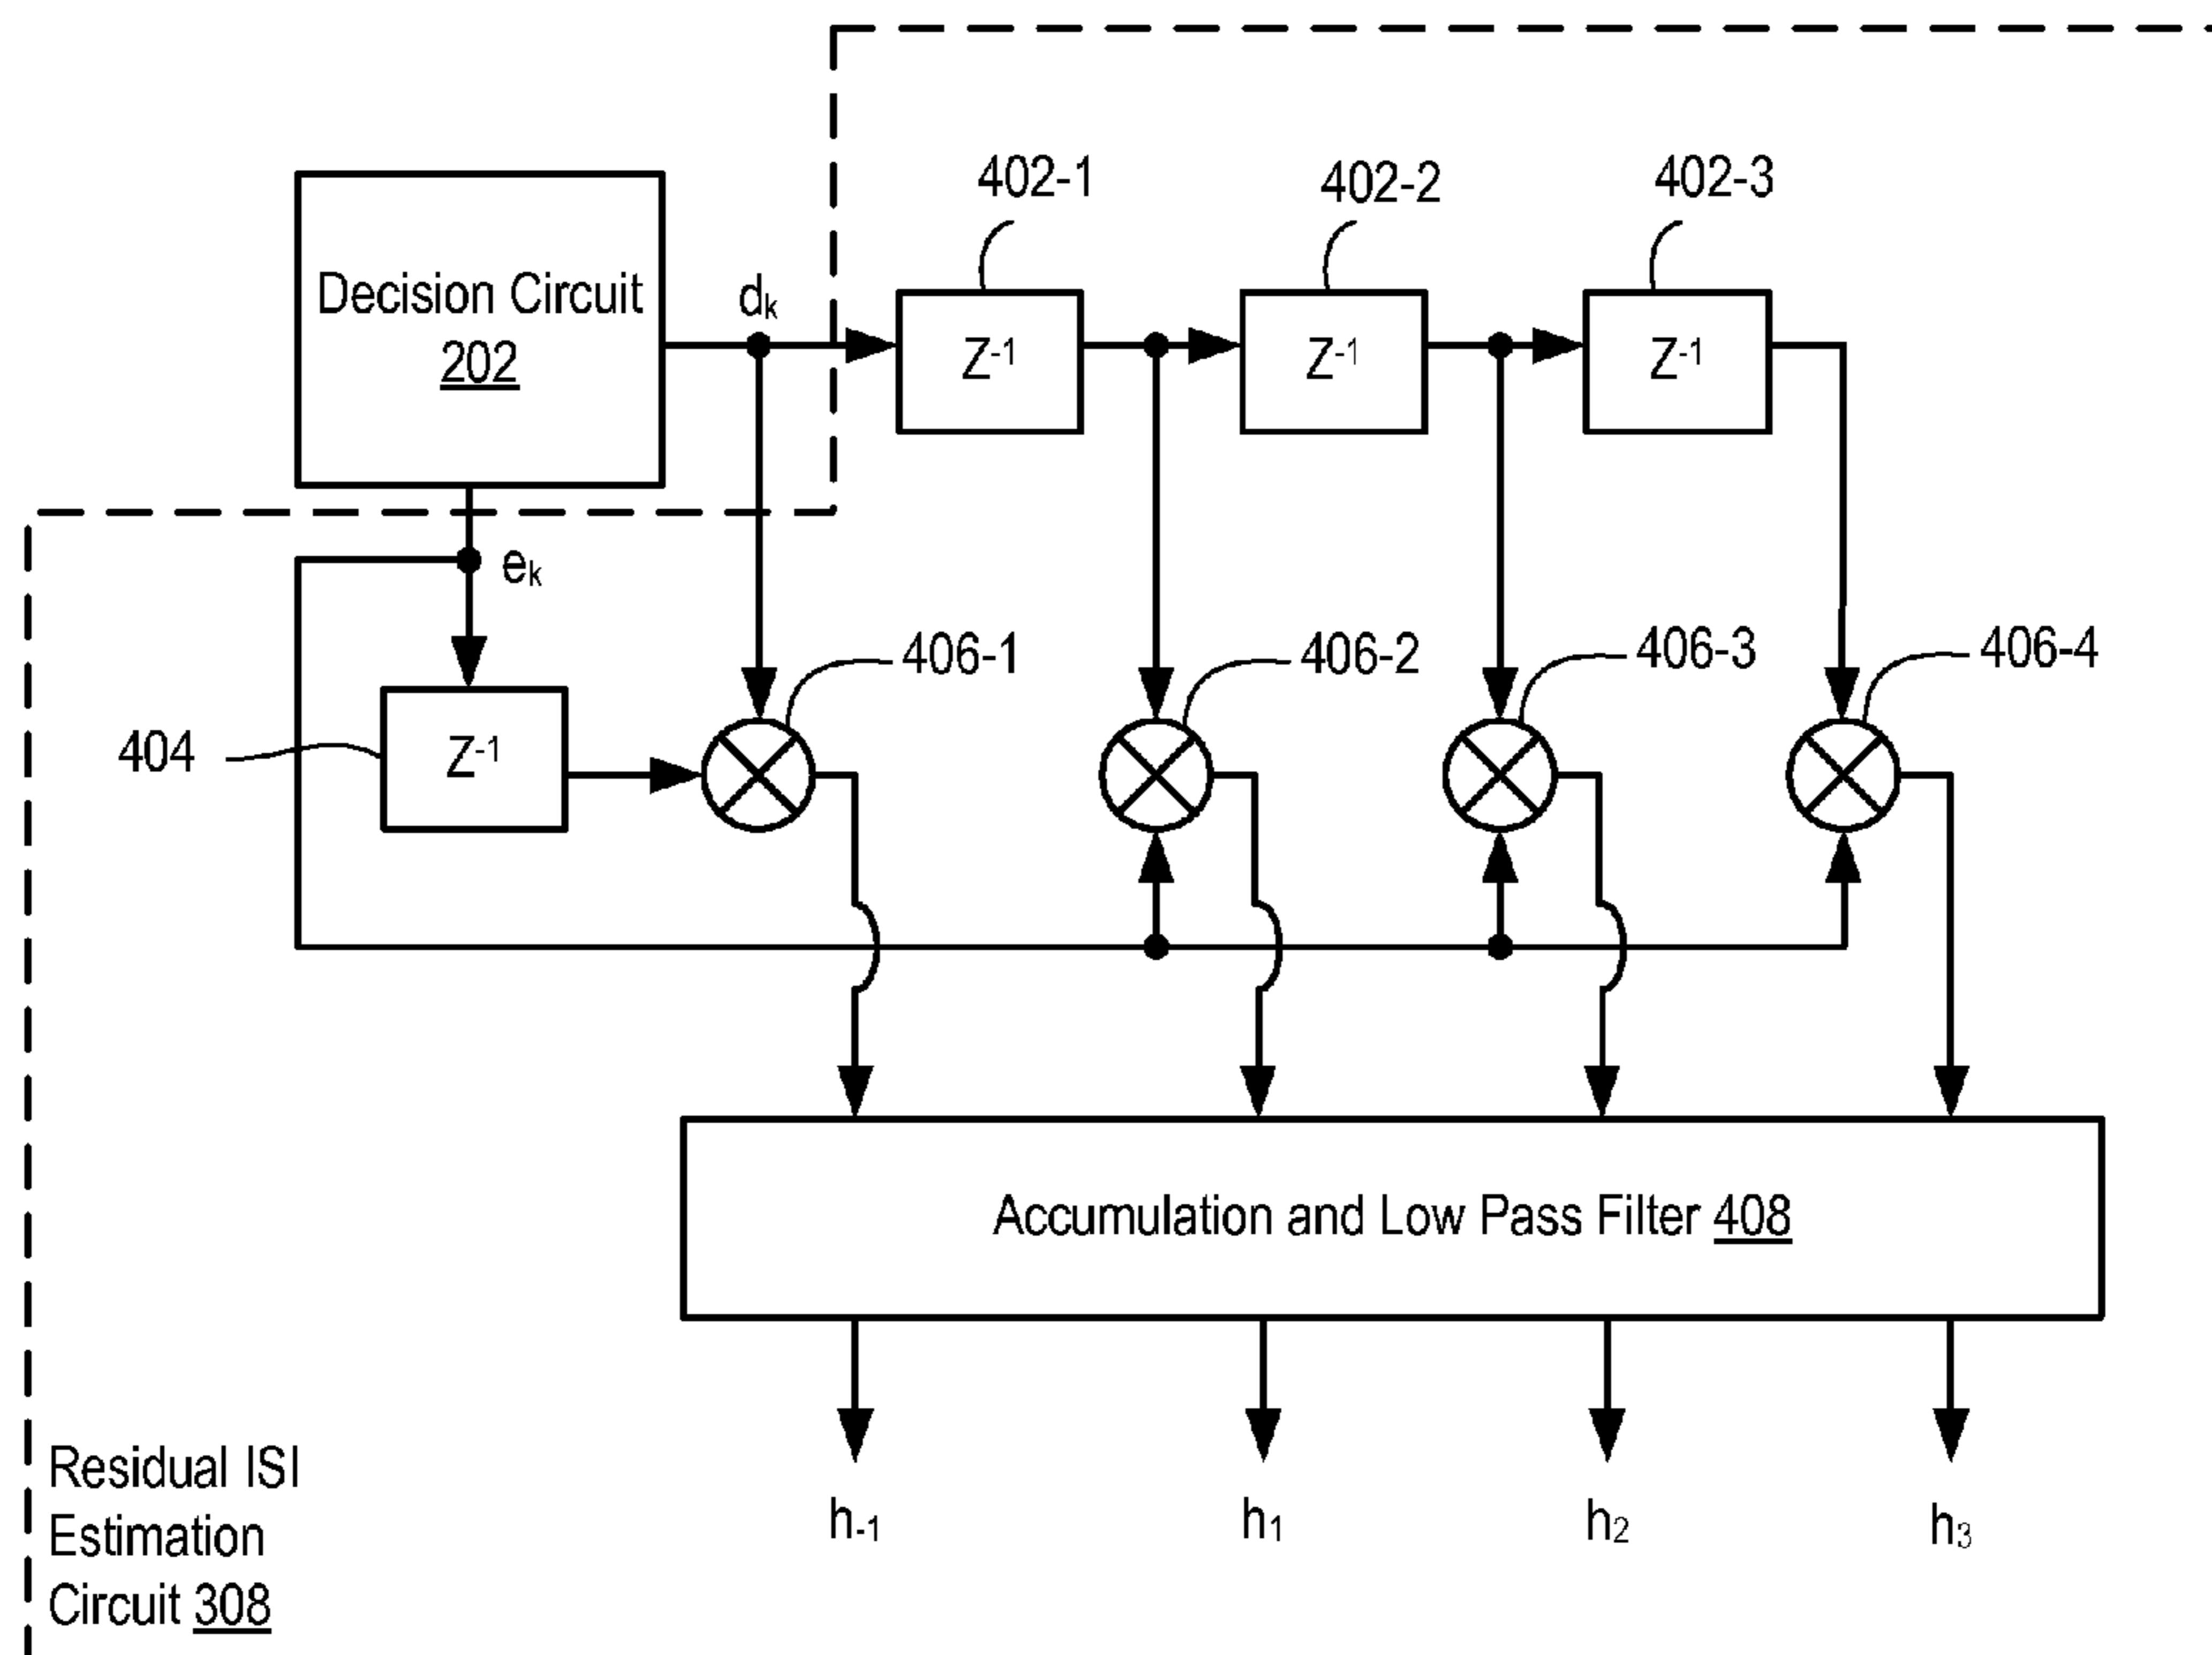 402-1
402-2
402-3
Decision Circuit
202
dk
Z-1
Z-1
Z-1
ek
406-1
406-2
406-3
406-4
404
Z-1
Accumulation and Low Pass Filter 408
h-1
h1
h2
h3
Residual ISI
Estimation
Circuit 308